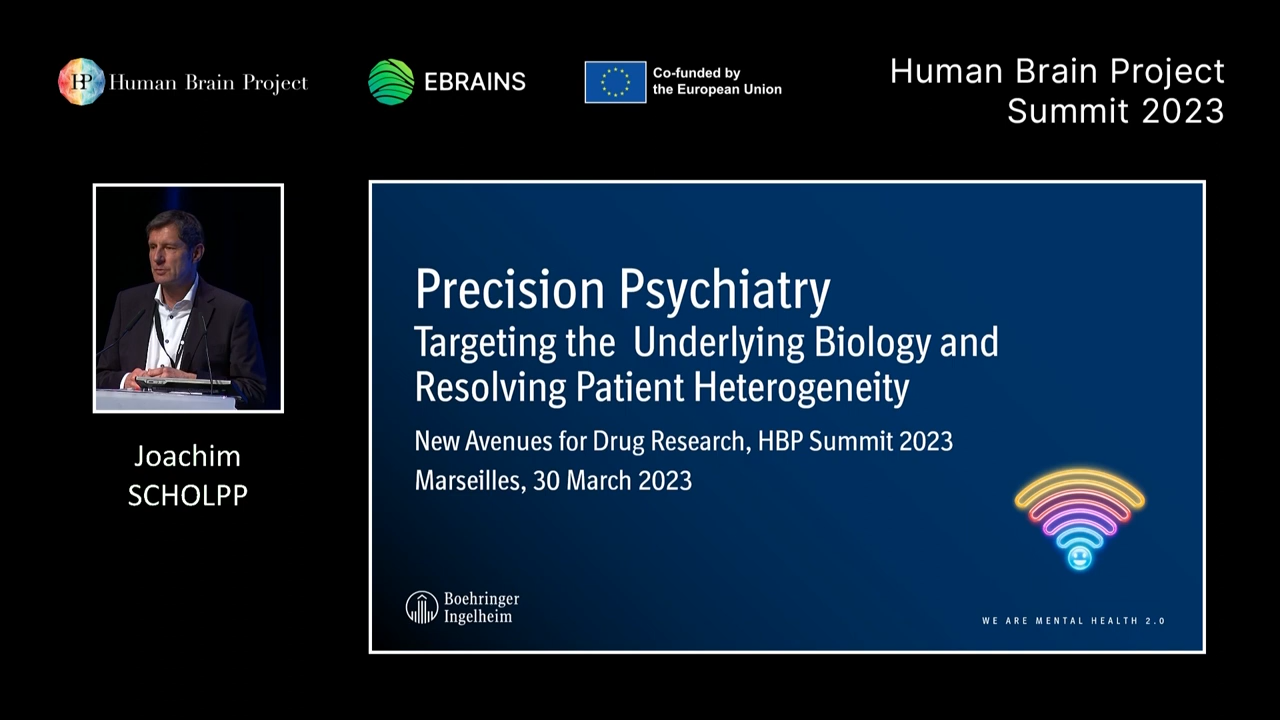 HP Human Brain Project
EBRAINS
Co-funded by
the European Union
Human Brain Project
Summit 2023
Joachim
SCHOLPP
Precision Psychiatry
Targeting the  Underlying Biology and
Resolving Patient Heterogeneity
New Avenues for Drug Research, HBP Summit 2023
Marseilles, 30 March 2023
Boehringer
Ingelheim
WE ARE MENTAL HEALTH 2.0